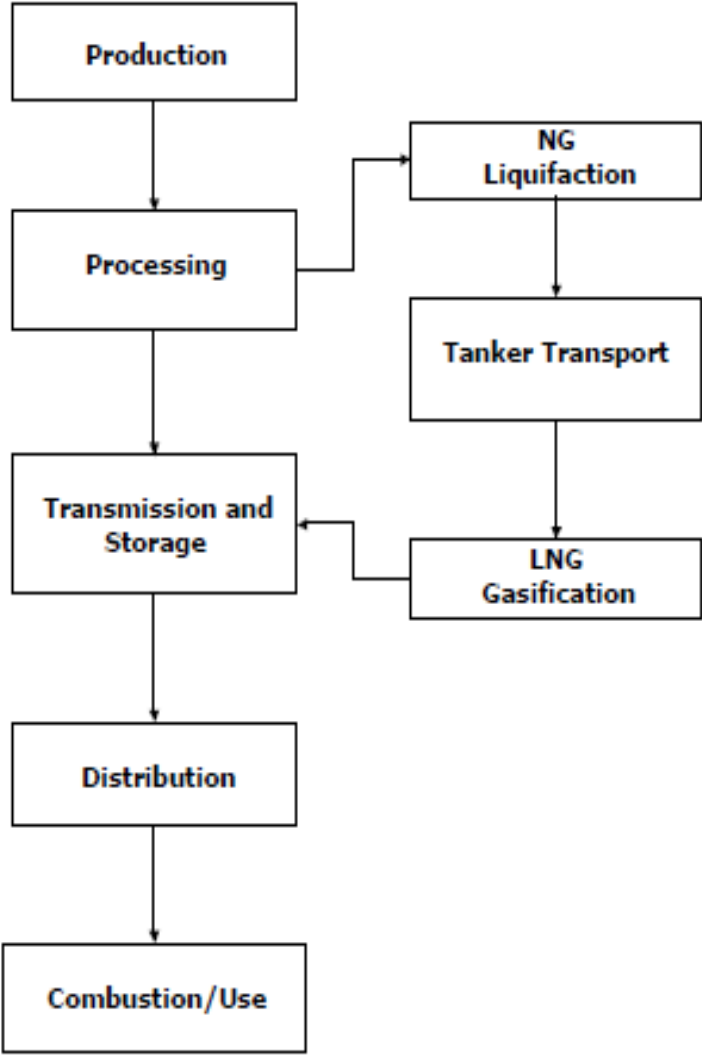 Production
NG
Liquifaction
Processing
Tanker Transport
Transmission and
Storage
LNG
Gasification
Distribution
Combustion/Use